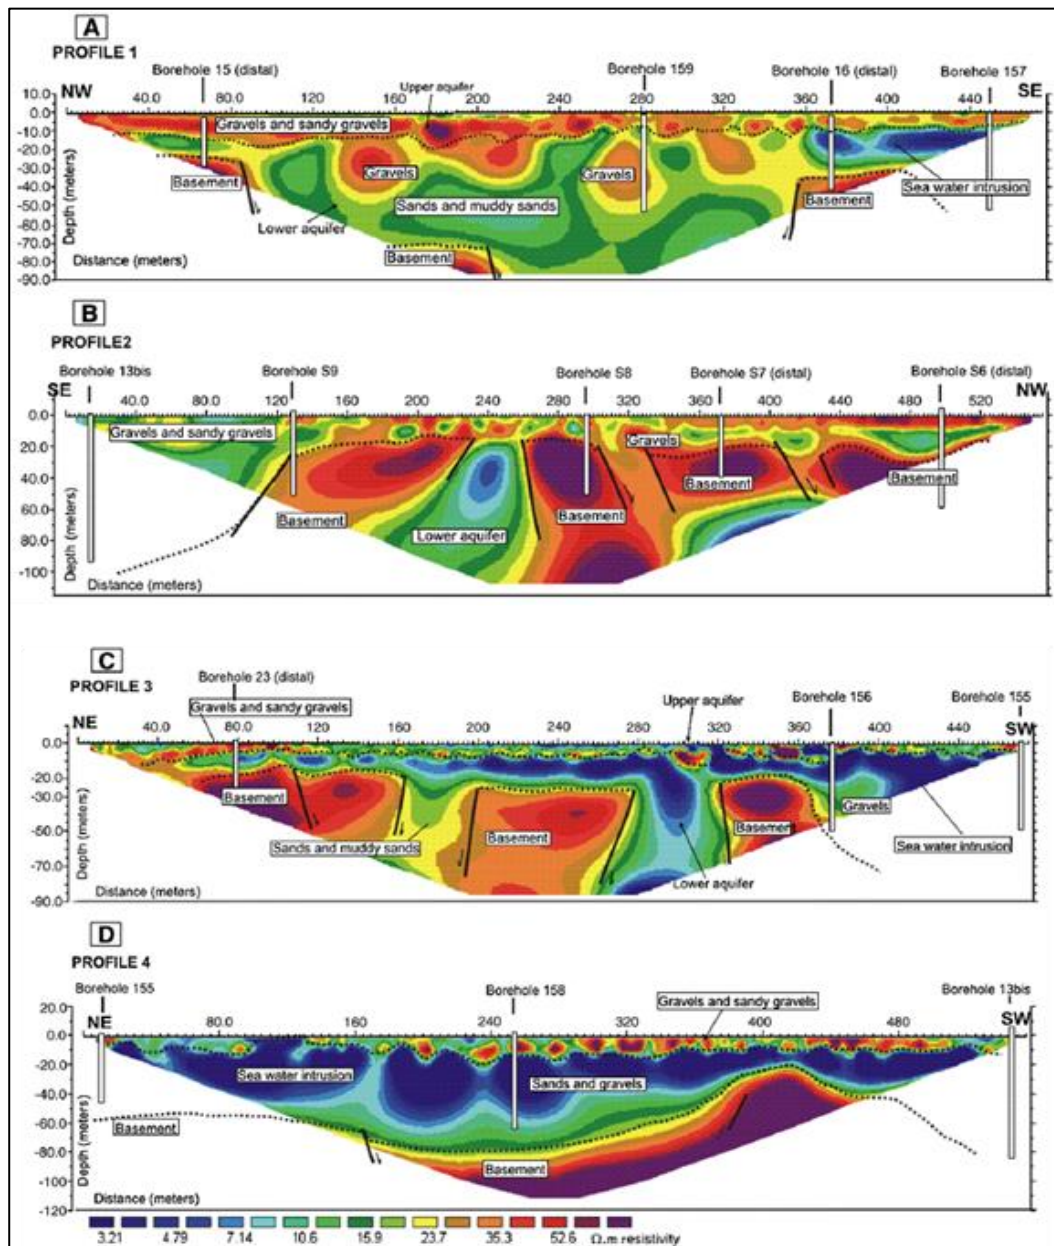 A
PROFILE 1
Borehole 15 (distal)
Upper aquifer
Borehole 159
Borehole 16 (distal)
Borehole 157
NW
SE
40.0 80.0 120 160 200 240 280 320 360 400 440
10.0
0.0
-10.0
-20.0
-30.0
-40.0
-50.0
-60.0
-70.0
-80.0
-90.0
Depth (meters)
Gravels and sandy gravels
Basement
Gravels
Gravels
Sands and muddy sands
Lower aquifer
Basement
Basement
Sea water intrusion
Distance (meters)
B
PROFILE2
Borehole 13bis
Borehole S9
Borehole S8
Borehole S7 (distal)
Borehole S6 (distal)
SE
NW
40.0 80.0 120 160 200 240 280 320 360 400 440 480 520
0.0
-20.0
-40.0
-60.0
-80.0
-100
Depth (meters)
Gravels and sandy gravels
Gravels
Basement
Basement
Basement
Basement
Lower aquifer
Distance (meters)
C
PROFILE 3
Borehole 23 (distal)
Gravels and sandy gravels
Upper aquifer
Borehole 156
Borehole 155
NE
SW
40.0 80.0 120 160 200 240 280 320 360 400 440
0.0
-10.0
-30.0
-50.0
-70.0
-90.0
Depth (meters)
Basement
Basement
Basemen
Gravels
Sands and muddy sands
Sea water intrusion
Lower aquifer
Distance (meters)
D
PROFILE 4
Borehole 155
Borehole 158
Gravels and sandy gravels
Borehole 13bis
NE
SW
80.0 160 240 320 400 480
20.0
0.0
-20.0
-40.0
-60.0
-80.0
-100
-120
Depth (meters)
Sea water intrusion
Sands and gravels
Basement
Basement
Distance (meters)
3.21 4.79 7.14 10.6 15.9 23.7 35.3 52.6 Ω.m resistivity